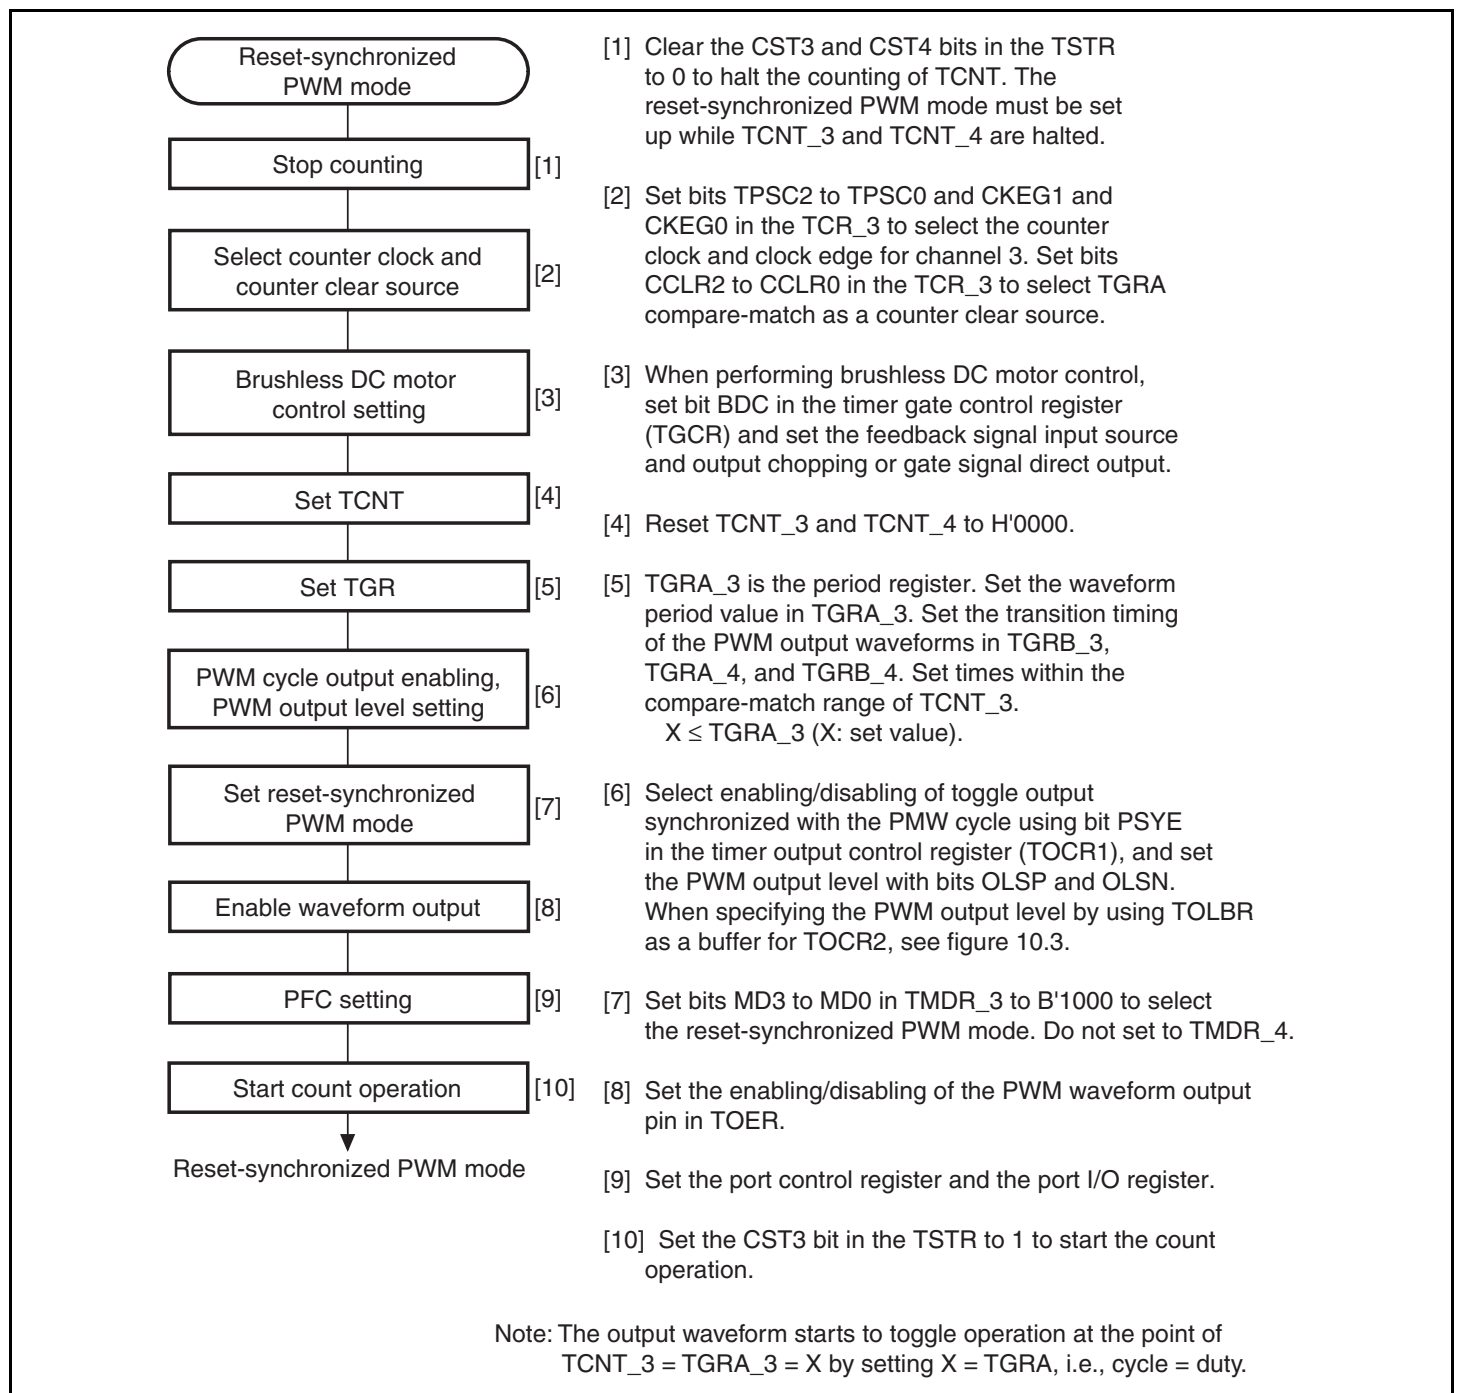 Reset-synchronized
PWM mode
Stop counting
[1]
Select counter clock and
counter clear source
[2]
Brushless DC motor
control setting
[3]
Set TCNT
[4]
Set TGR
[5]
PWM cycle output enabling,
PWM output level setting
[6]
Set reset-synchronized
PWM mode
[7]
Enable waveform output
[8]
PFC setting
[9]
Start count operation
[10]
Reset-synchronized PWM mode
[1] Clear the CST3 and CST4 bits in the TSTR
to 0 to halt the counting of TCNT. The
reset-synchronized PWM mode must be set
up while TCNT_3 and TCNT_4 are halted.
[2] Set bits TPSC2 to TPSC0 and CKEG1 and
CKEG0 in the TCR_3 to select the counter
clock and clock edge for channel 3. Set bits
CCLR2 to CCLR0 in the TCR_3 to select TGRA
compare-match as a counter clear source.
[3] When performing brushless DC motor control,
set bit BDC in the timer gate control register
(TGCR) and set the feedback signal input source
and output chopping or gate signal direct output.
[4] Reset TCNT_3 and TCNT_4 to H'0000.
[5] TGRA_3 is the period register. Set the waveform
period value in TGRA_3. Set the transition timing
of the PWM output waveforms in TGRB_3,
TGRA_4, and TGRB_4. Set times within the
compare-match range of TCNT_3.
X ≤ TGRA_3 (X: set value).
[6] Select enabling/disabling of toggle output
synchronized with the PMW cycle using bit PSYE
in the timer output control register (TOCR1), and set
the PWM output level with bits OLSP and OLSN.
When specifying the PWM output level by using TOLBR
as a buffer for TOCR2, see figure 10.3.
[7] Set bits MD3 to MD0 in TMDR_3 to B'1000 to select
the reset-synchronized PWM mode. Do not set to TMDR_4.
[8] Set the enabling/disabling of the PWM waveform output
pin in TOER.
[9] Set the port control register and the port I/O register.
[10] Set the CST3 bit in the TSTR to 1 to start the count
operation.
Note: The output waveform starts to toggle operation at the point of
TCNT_3 = TGRA_3 = X by setting X = TGRA, i.e., cycle = duty.